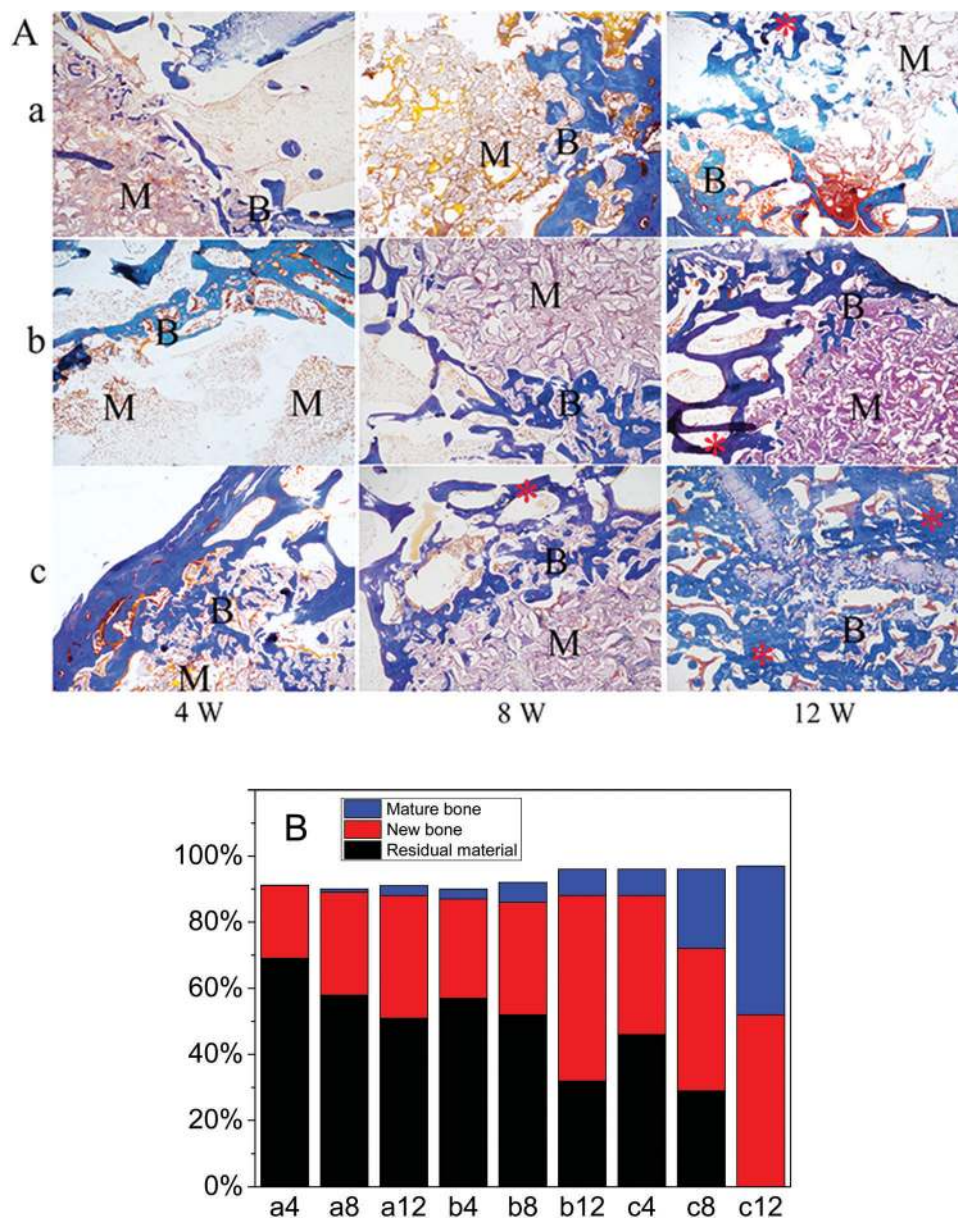 A
a
M
B
M
B
*
M
B
b
B
M
M
M
B
B
M
*
c
B
M
*
B
M
*
B
*
4 W
8 W
12 W
B
Mature bone
New bone
Residual material
100%
80%
60%
40%
20%
0%
a4 a8 a12 b4 b8 b12 c4 c8 c12